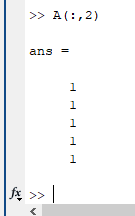 >> A(:,2)
ans =
1
1
1
1
1
fx >>